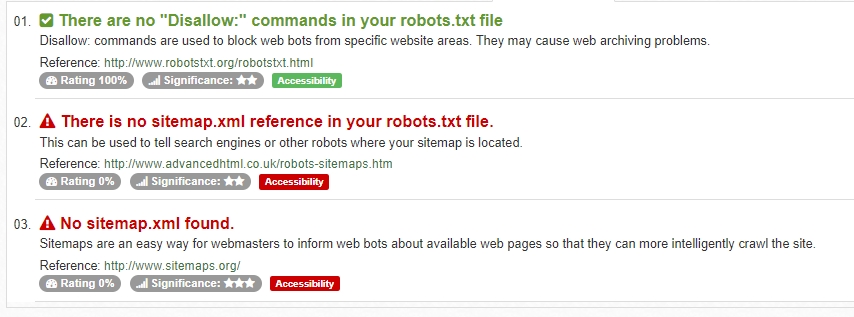 01. There are no "Disallow:" commands in your robots.txt file
Disallow: commands are used to block web bots from specific website areas. They may cause web archiving problems.
Reference: http://www.robotstxt.org/robotstxt.html
Rating 100% Significance: Accessibility
02. There is no sitemap.xml reference in your robots.txt file.
This can be used to tell search engines or other robots where your sitemap is located.
Reference: http://www.advancedhtml.co.uk/robots-sitemaps.htm
Rating 0% Significance: Accessibility
03. No sitemap.xml found.
Sitemaps are an easy way for webmasters to inform web bots about available web pages so that they can more intelligently crawl the site.
Reference: http://www.sitemaps.org/
Rating 0% Significance: Accessibility